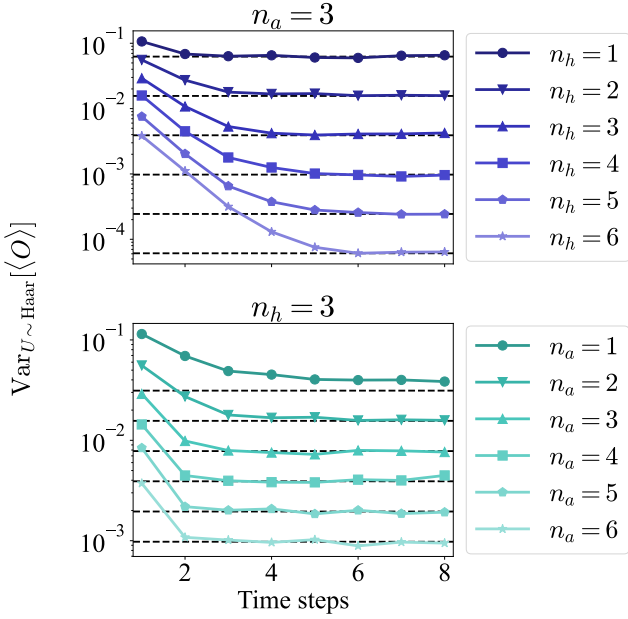 n_a = 3
10^{-1}
10^{-2}
10^{-3}
10^{-4}
n_h = 1
n_h = 2
n_h = 3
n_h = 4
n_h = 5
n_h = 6
Var_{U∼Haar}[⟨O⟩]
n_h = 3
10^{-1}
10^{-2}
10^{-3}
2 4 6 8
Time steps
n_a = 1
n_a = 2
n_a = 3
n_a = 4
n_a = 5
n_a = 6